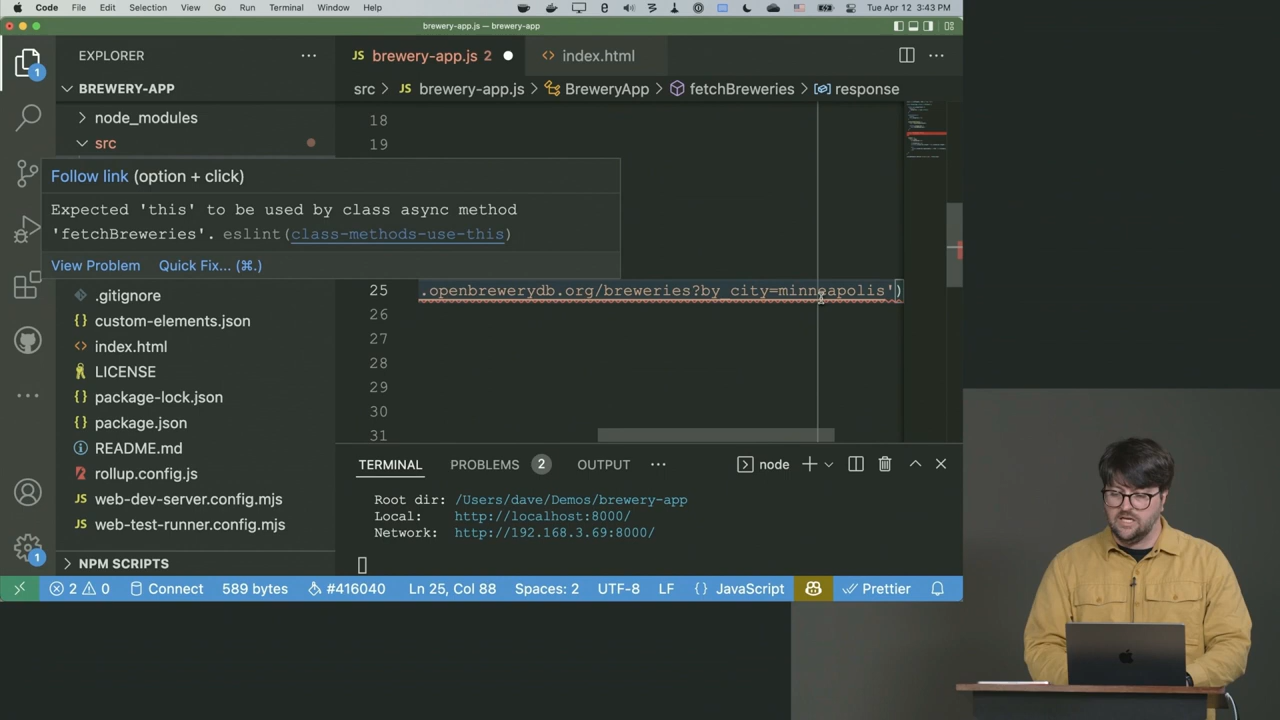 Code File Edit Selection View Go Run Terminal Window Help Tue Apr 12 3:43 PM
brewery-app.js — brewery-app
EXPLORER
JS brewery-app.js 2
<> index.html
BREWERY-APP
src > JS brewery-app.js > BreweryApp > fetchBreweries > response
node_modules
18
src
19
Follow link (option + click)
Expected 'this' to be used by class async method
'fetchBreweries'. eslint(class-methods-use-this)
View Problem Quick Fix... (⌘.)
1
25 .openbrewerydb.org/breweries?by_city=minneapolis')
26
27
28
29
30
31
.gitignore
{} custom-elements.json
<> index.html
LICENSE
{} package-lock.json
{} package.json
README.md
rollup.config.js
JS web-dev-server.config.mjs
JS web-test-runner.config.mjs
NPM SCRIPTS
1
TERMINAL PROBLEMS 2 OUTPUT ··· node
Root dir: /Users/dave/Demos/brewery-app
Local: http://localhost:8000/
Network: http://192.168.3.69:8000/
2 0 Connect 589 bytes #416040 Ln 25, Col 88 Spaces: 2 UTF-8 LF {} JavaScript Prettier